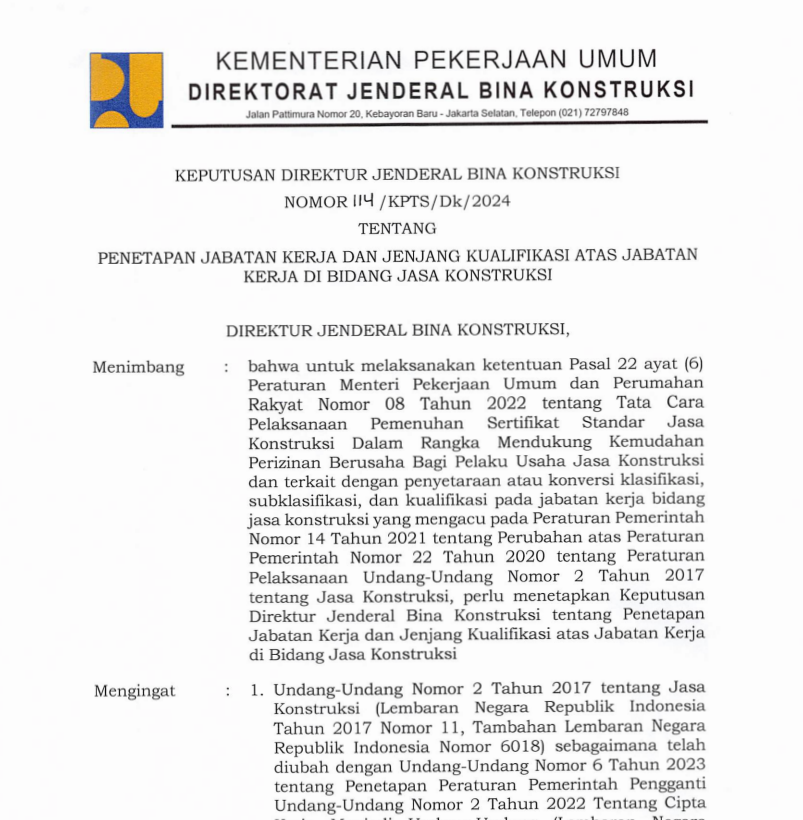 KEMENTERIAN PEKERJAAN UMUM
DIREKTORAT JENDERAL BINA KONSTRUKSI
Jalan Pattimura Nomor 20, Kebayoran Baru - Jakarta Selatan, Telepon (021) 72797848
KEPUTUSAN DIREKTUR JENDERAL BINA KONSTRUKSI
NOMOR 114 /KPTS/Dk/2024
TENTANG
PENETAPAN JABATAN KERJA DAN JENJANG KUALIFIKASI ATAS JABATAN
KERJA DI BIDANG JASA KONSTRUKSI
DIREKTUR JENDERAL BINA KONSTRUKSI,
Menimbang : bahwa untuk melaksanakan ketentuan Pasal 22 ayat (6)
Peraturan Menteri Pekerjaan Umum dan Perumahan
Rakyat Nomor 08 Tahun 2022 tentang Tata Cara
Pelaksanaan Pemenuhan Sertifikat Standar Jasa
Konstruksi Dalam Rangka Mendukung Kemudahan
Perizinan Berusaha Bagi Pelaku Usaha Jasa Konstruksi
dan terkait dengan penyetaraan atau konversi klasifikasi,
subklasifikasi, dan kualifikasi pada jabatan kerja bidang
jasa konstruksi yang mengacu pada Peraturan Pemerintah
Nomor 14 Tahun 2021 tentang Perubahan atas Peraturan
Pemerintah Nomor 22 Tahun 2020 tentang Peraturan
Pelaksanaan Undang-Undang Nomor 2 Tahun 2017
tentang Jasa Konstruksi, perlu menetapkan Keputusan
Direktur Jenderal Bina Konstruksi tentang Penetapan
Jabatan Kerja dan Jenjang Kualifikasi atas Jabatan Kerja
di Bidang Jasa Konstruksi
Mengingat : 1. Undang-Undang Nomor 2 Tahun 2017 tentang Jasa
Konstruksi (Lembaran Negara Republik Indonesia
Tahun 2017 Nomor 11, Tambahan Lembaran Negara
Republik Indonesia Nomor 6018) sebagaimana telah
diubah dengan Undang-Undang Nomor 6 Tahun 2023
tentang Penetapan Peraturan Pemerintah Pengganti
Undang-Undang Nomor 2 Tahun 2022 Tentang Cipta